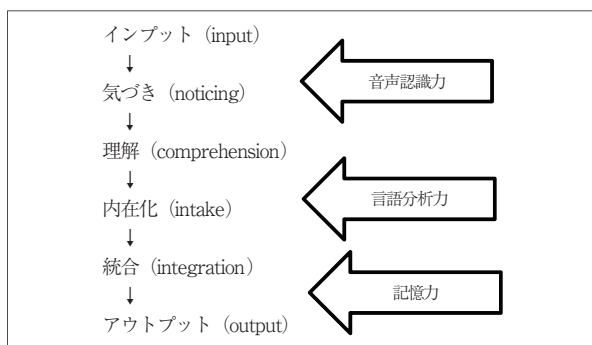 インプット (input)
↓
気づき (noticing)
音声認識力
↓
理解 (comprehension)
↓
内在化 (intake)
言語分析力
↓
統合 (integration)
↓
記憶力
アウトプット (output)